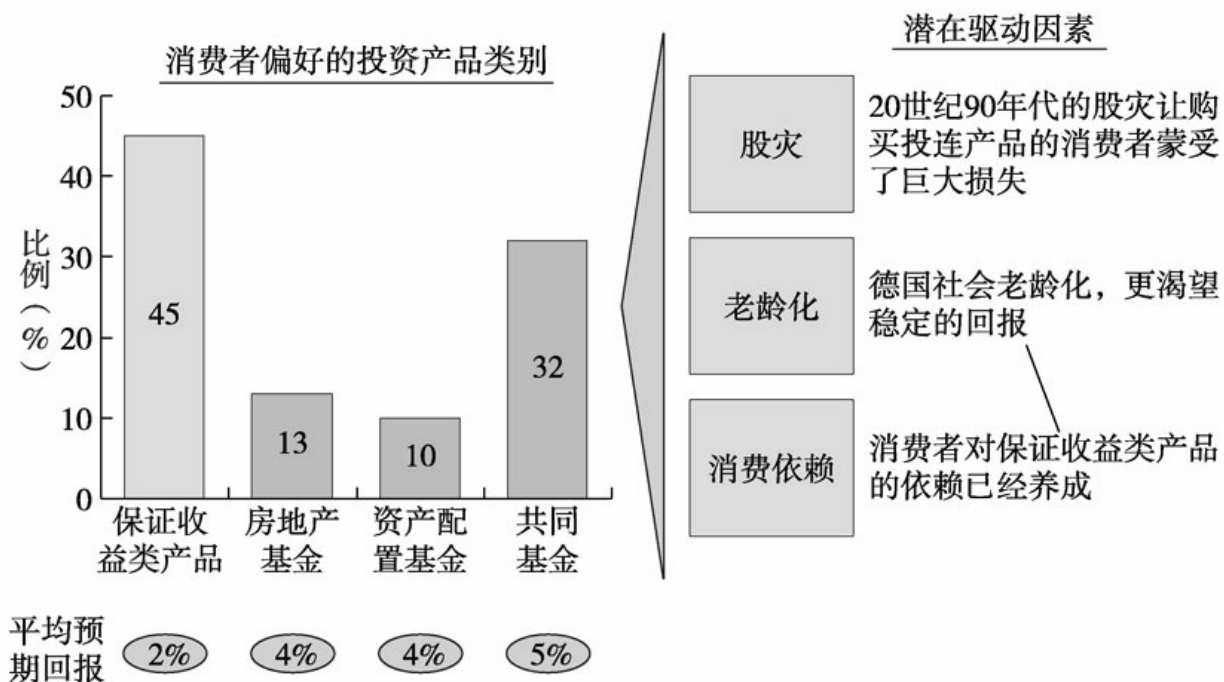 消费者偏好的投资产品类别
比例(%)
50
40
30
20
10
0
45
13
10
32
保证收
益类产品
房地产
基金
资产配
置基金
共同
基金
平均预
期回报
2%
4%
4%
5%
潜在驱动因素
股灾
20世纪90年代的股灾让购
买投连产品的消费者蒙受
了巨大损失
老龄化
德国社会老龄化，更渴望
稳定的回报
消费依赖
消费者对保证收益类产品
的依赖已经养成